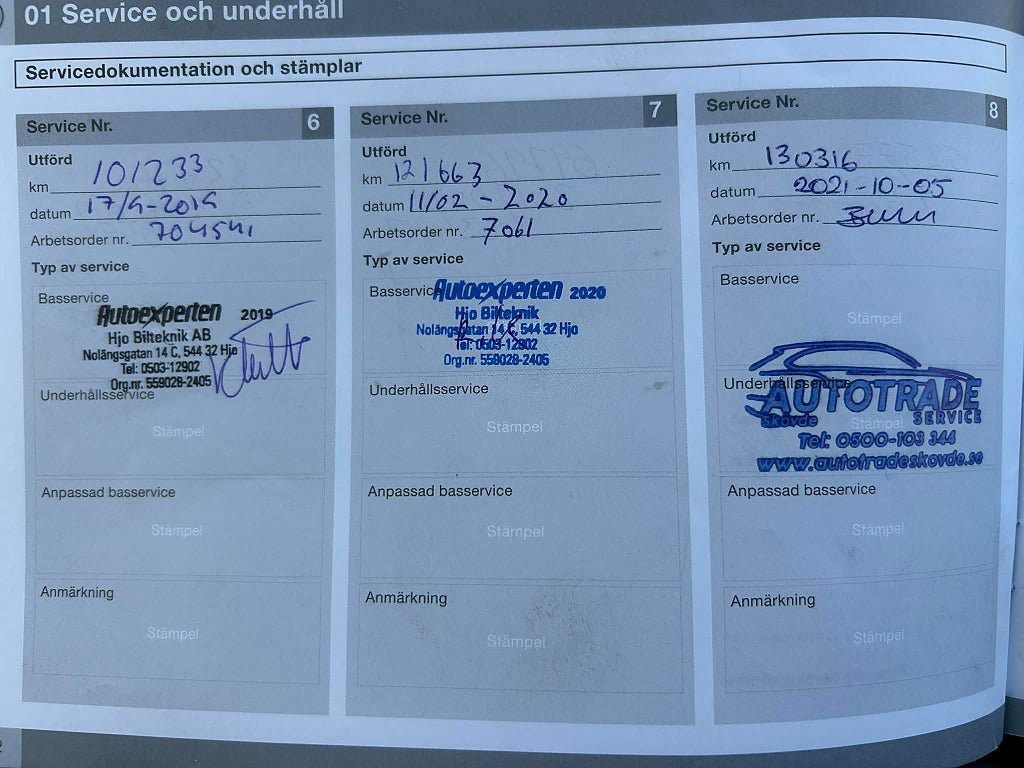 01 Service och underhåll
Servicedokumentation och stämplar
Service Nr. 6
Utförd
km 101233
datum 17/9-2019
Arbetsorder nr.
Typ av service
Basservice
Autoexperten 2019
Hjo Bilteknik AB
Nolängsgatan 14 C, 544 32 Hjo
Tel: 0503-12902
Org.nr. 559028-2405
Underhållsservice
Stämpel
Anpassad basservice
Stämpel
Anmärkning
Stämpel
Service Nr. 7
Utförd
km 121663
datum 11/02-2020
Arbetsorder nr. 7061
Typ av service
Basservice
Autoexperten 2020
Hjo Bilteknik
Nolängsgatan 14 C, 544 32 Hjo
Tel: 0503-12902
Org.nr. 559028-2405
Underhållsservice
Stämpel
Anpassad basservice
Stämpel
Anmärkning
Stämpel
Service Nr. 8
Utförd
km 130316
datum 2021-10-05
Arbetsorder nr.
Typ av service
Basservice
Stämpel
Underhållsservice
AUTOTRADE
Skövde Stämpel SERVICE
Tel: 0500-103 344
www.autotradeskovde.se
Anpassad basservice
Stämpel
Anmärkning
Stämpel